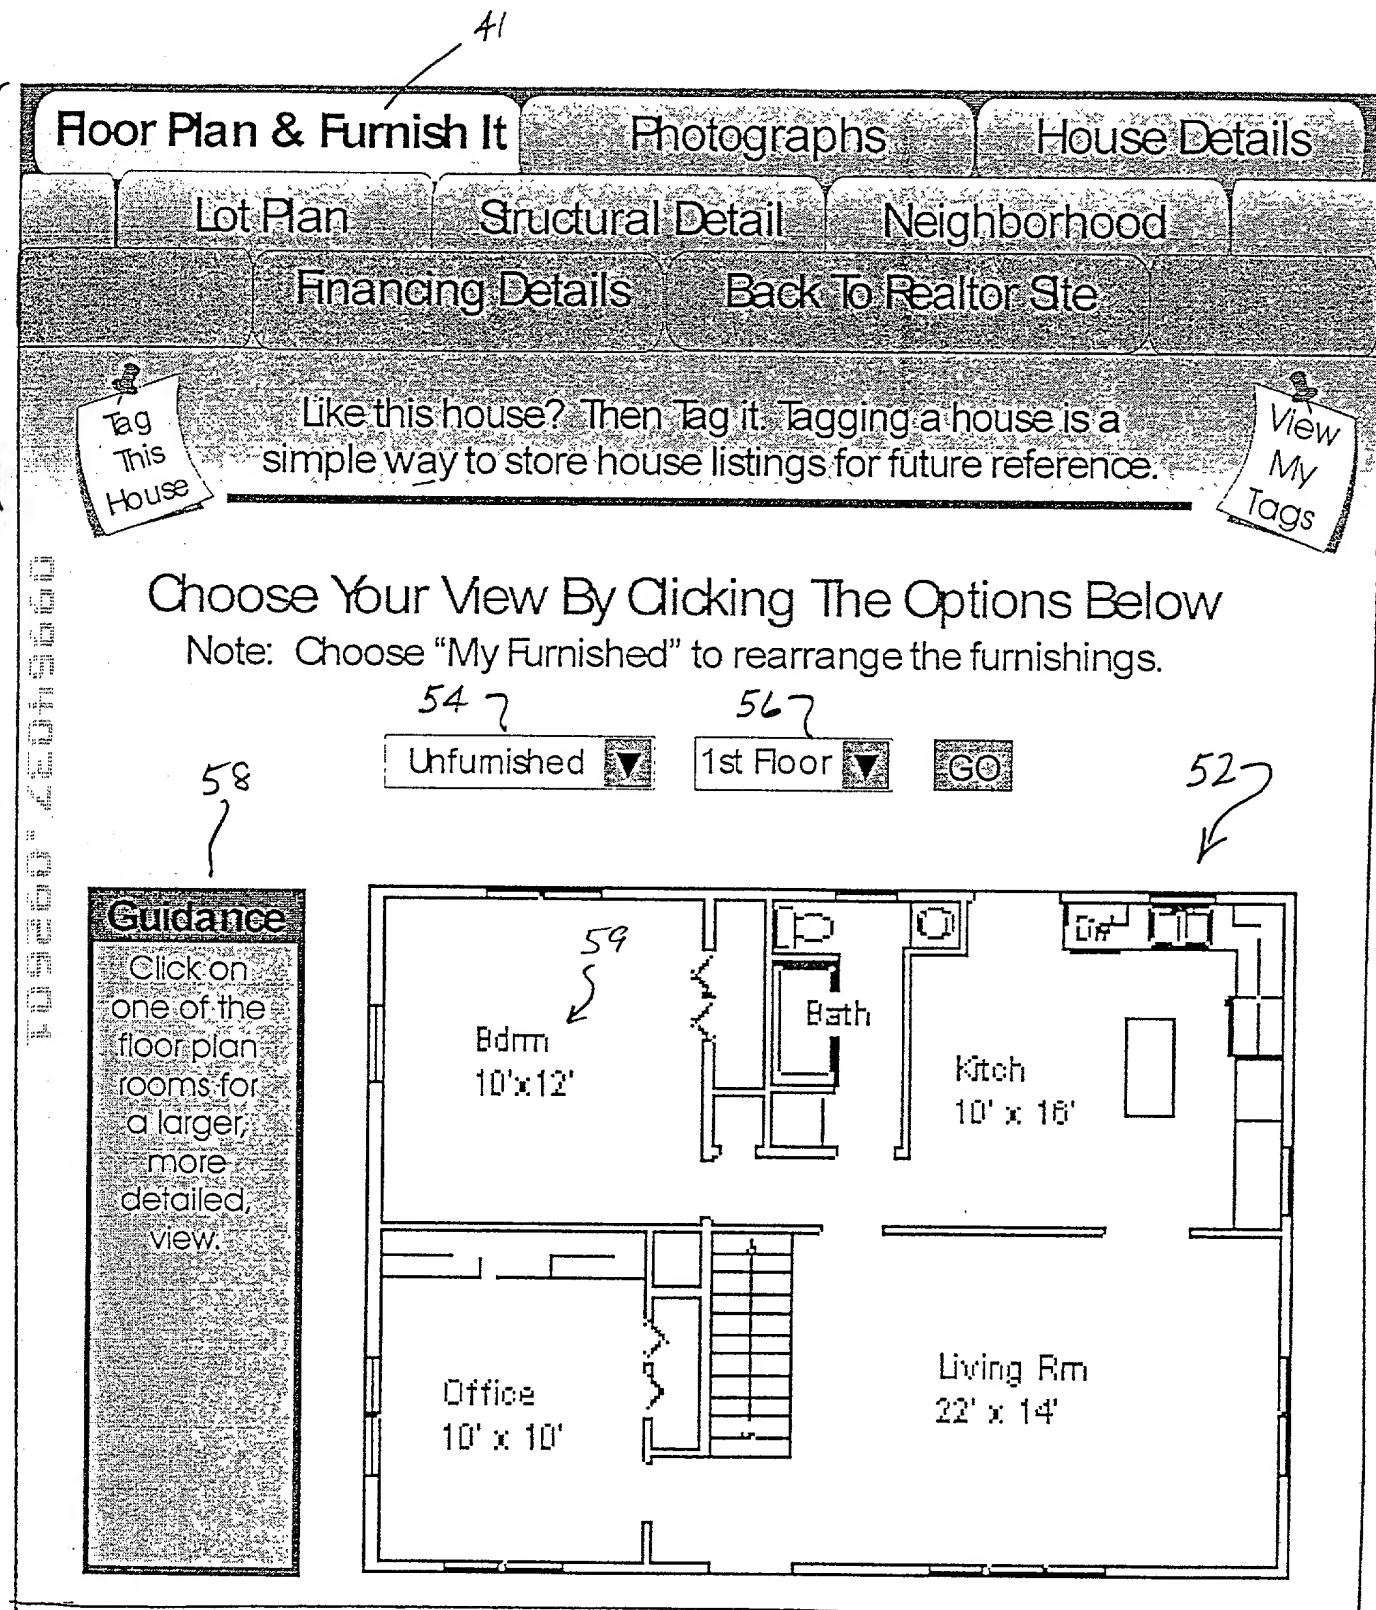 41
Floor Plan & Furnish It
Photographs
House Details
Lot Plan
Structural Detail
Neighborhood
Financing Details
Back To Realtor Site
Tag
This
House
Like this house? Then Tag it. Tagging a house is a
simple way to store house listings for future reference.
View
My
Tags
Choose Your View By Clicking The Options Below
Note: Choose “My Furnished” to rearrange the furnishings.
54
56
Unfurnished
1st Floor
GO
58
52
Guidance
Click on
one of the
floor plan
rooms for
a larger,
more
detailed,
view.
59
Bdrm
10'x12'
Bath
Kitch
10' x 16'
Office
10' x 10'
Living Rm
22' x 14'